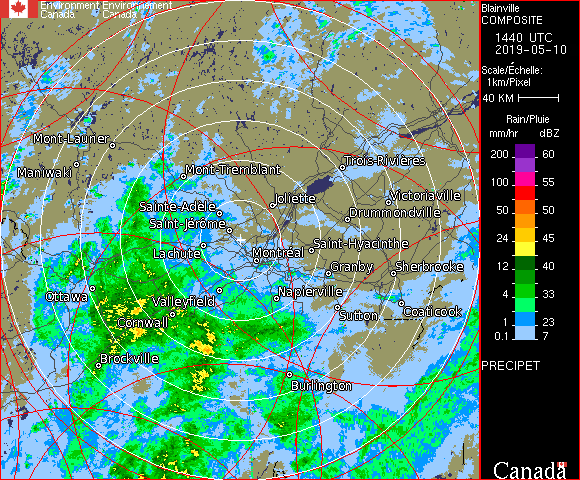 Environment Environnement
Canada Canada
Blainville
COMPOSITE
1440 UTC
2019-05-10
Scale/Échelle:
1km/Pixel
40 KM
Rain/Pluie
mm/hr dBZ
200 60
100 55
50 50
24 45
12 40
4 33
1 23
0.1 7
PRECIPET
Canada
Mont-Laurier
Maniwaki
Mont-Tremblant
Trois-Rivières
Joliette
Victoriaville
Sainte-Adèle
Drummondville
Saint-Jérôme
Saint-Hyacinthe
Lachute
Montréal
Granby
Sherbrooke
Ottawa
Napierville
Valleyfield
Coaticook
Sutton
Cornwall
Brockville
Burlington